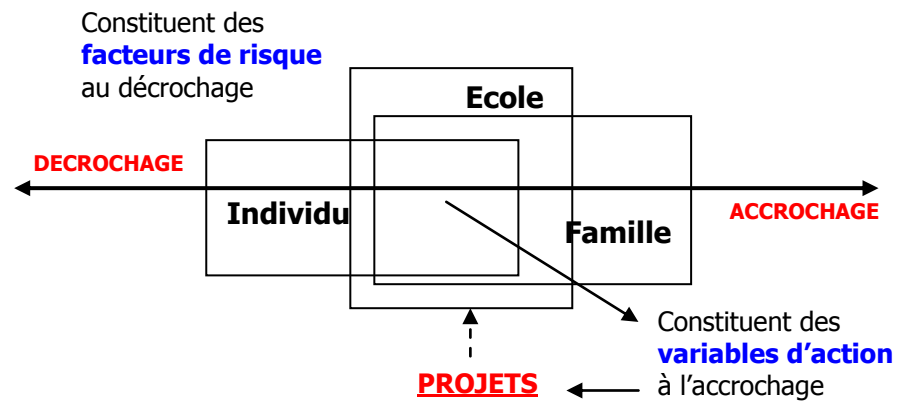 Constituent des
facteurs de risque
au décrochage
Ecole
DECROCHAGE
Individu
Famille
ACCROCHAGE
Constituent des
variables d'action
à l'accrochage
PROJETS